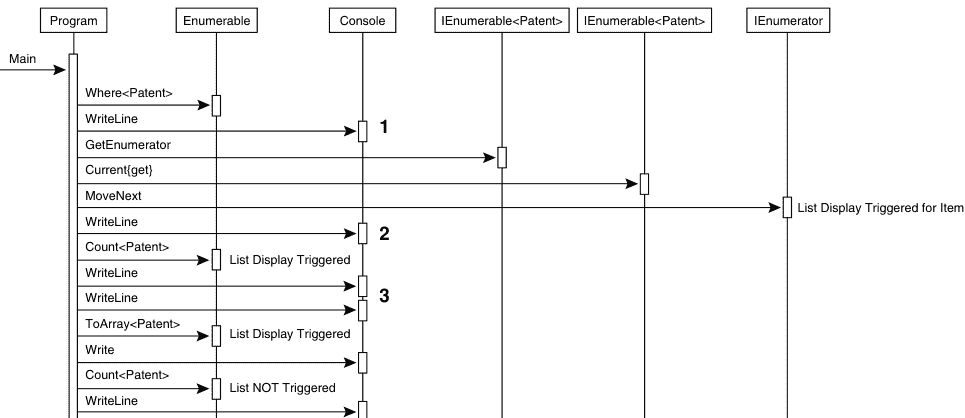 Program
Enumerable
Console
IEnumerable<Patent>
IEnumerable<Patent>
IEnumerator
Main
Where<Patent>
WriteLine
1
GetEnumerator
Current{get}
MoveNext
List Display Triggered for Item
WriteLine
2
Count<Patent>
List Display Triggered
WriteLine
3
WriteLine
ToArray<Patent>
List Display Triggered
Write
Count<Patent>
List NOT Triggered
WriteLine